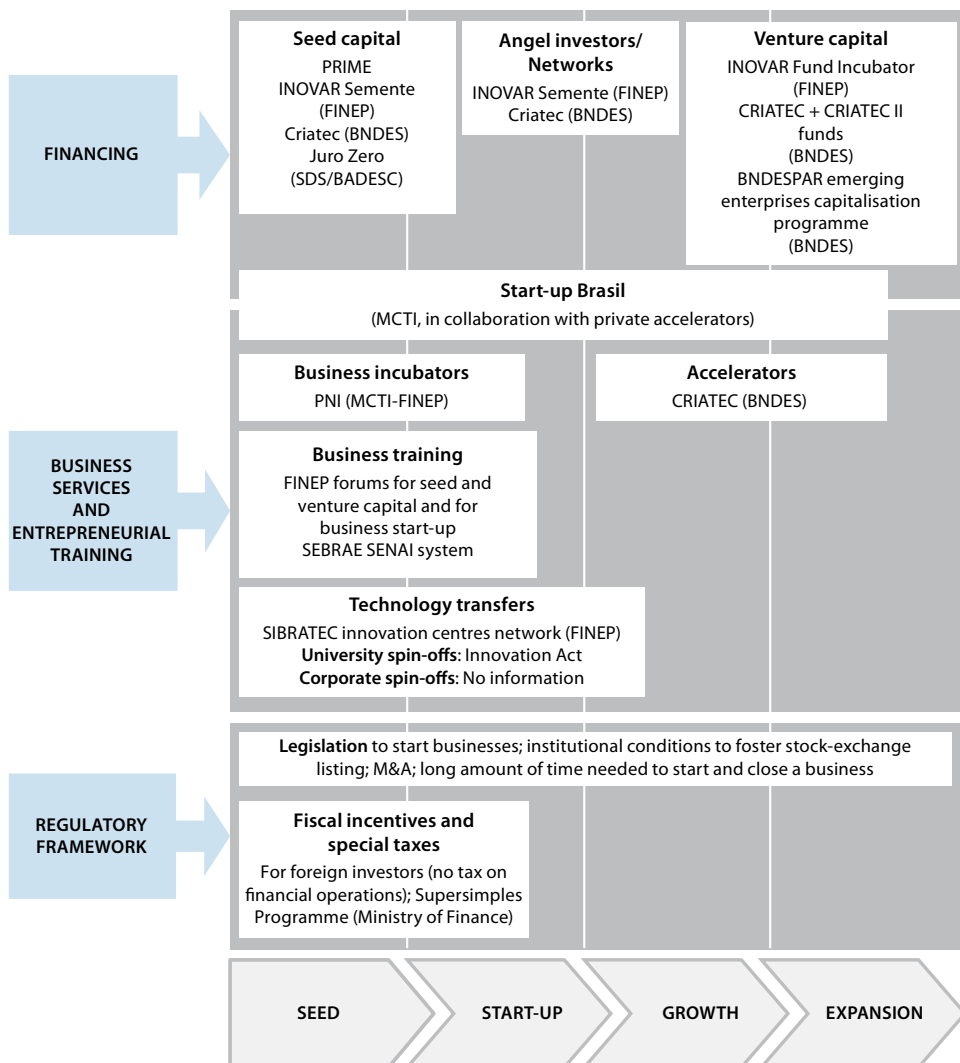 FINANCING
Seed capital
PRIME
INOVAR Semente
(FINEP)
Criatec (BNDES)
Juro Zero
(SDS/BADESC)
Angel investors/
Networks
INOVAR Semente (FINEP)
Criatec (BNDES)
Venture capital
INOVAR Fund Incubator
(FINEP)
CRIATEC + CRIATEC II
funds
(BNDES)
BNDESPAR emerging
enterprises capitalisation
programme
(BNDES)
Start-up Brasil
(MCTI, in collaboration with private accelerators)
BUSINESS
SERVICES
AND
ENTREPRENEURIAL
TRAINING
Business incubators
PNI (MCTI-FINEP)
Accelerators
CRIATEC (BNDES)
Business training
FINEP forums for seed and
venture capital and for
business start-up
SEBRAE SENAI system
Technology transfers
SIBRATEC innovation centres network (FINEP)
University spin-offs: Innovation Act
Corporate spin-offs: No information
REGULATORY
FRAMEWORK
Legislation to start businesses; institutional conditions to foster stock-exchange
listing; M&A; long amount of time needed to start and close a business
Fiscal incentives and
special taxes
For foreign investors (no tax on
financial operations); Supersimples
Programme (Ministry of Finance)
SEED
START-UP
GROWTH
EXPANSION